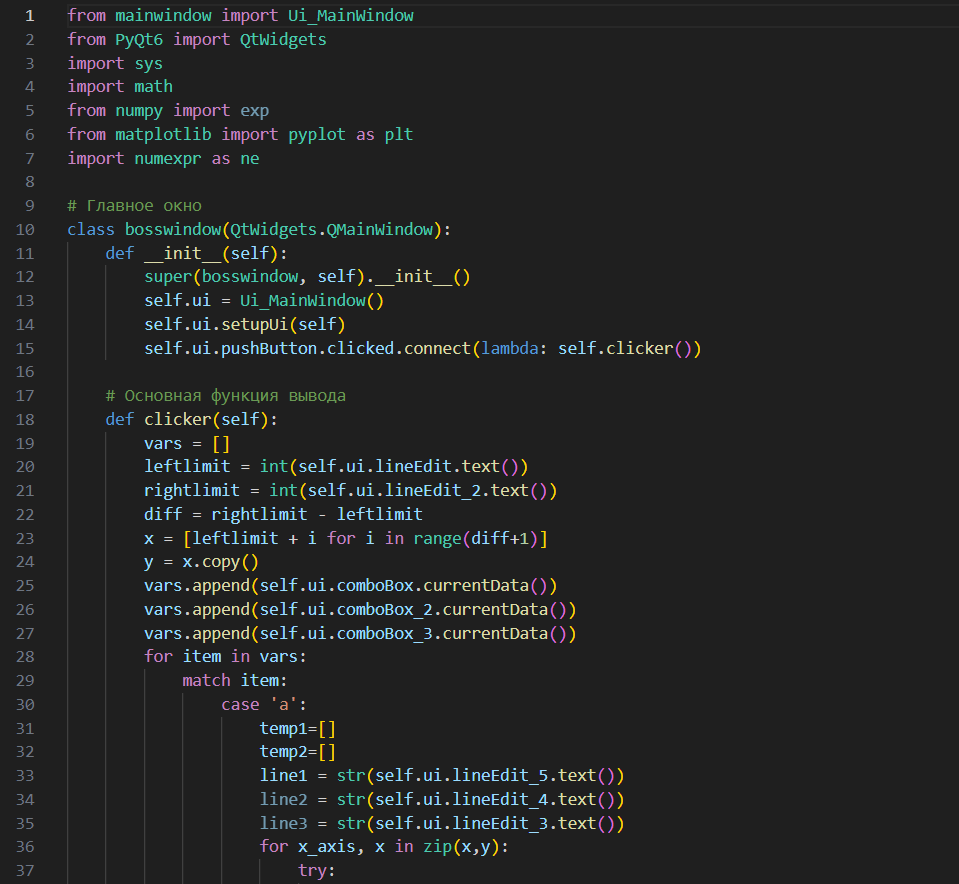 1 from mainwindow import Ui_MainWindow
2 from PyQt6 import QtWidgets
3 import sys
4 import math
5 from numpy import exp
6 from matplotlib import pyplot as plt
7 import numexpr as ne
8
9 # Главное окно
10 class bosswindow(QtWidgets.QMainWindow):
11     def __init__(self):
12         super(bosswindow, self).__init__()
13         self.ui = Ui_MainWindow()
14         self.ui.setupUi(self)
15         self.ui.pushButton.clicked.connect(lambda: self.clicker())
16
17     # Основная функция вывода
18     def clicker(self):
19         vars = []
20         leftlimit = int(self.ui.lineEdit.text())
21         rightlimit = int(self.ui.lineEdit_2.text())
22         diff = rightlimit - leftlimit
23         x = [leftlimit + i for i in range(diff+1)]
24         y = x.copy()
25         vars.append(self.ui.comboBox.currentData())
26         vars.append(self.ui.comboBox_2.currentData())
27         vars.append(self.ui.comboBox_3.currentData())
28         for item in vars:
29             match item:
30                 case 'a':
31                     temp1=[]
32                     temp2=[]
33                     line1 = str(self.ui.lineEdit_5.text())
34                     line2 = str(self.ui.lineEdit_4.text())
35                     line3 = str(self.ui.lineEdit_3.text())
36                     for x_axis, x in zip(x,y):
37                         try: